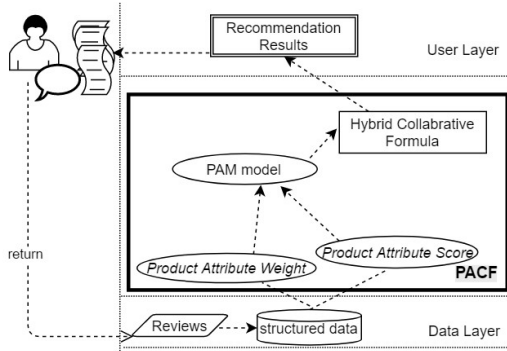 Recommendation
Results
User Layer
Hybrid Collabrative
Formula
PAM model
return
Product Attribute Weight
Product Attribute Score
PACF
Reviews
structured data
Data Layer